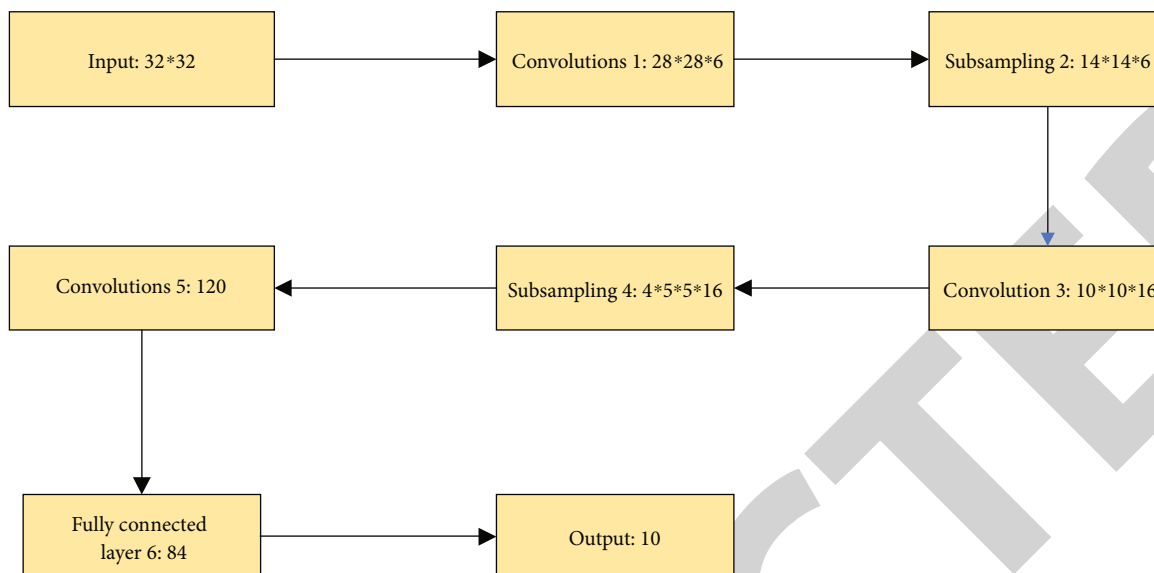 Input: 32*32
Convolutions 1: 28*28*6
Subsampling 2: 14*14*6
Convolutions 5: 120
Subsampling 4: 4*5*5*16
Convolution 3: 10*10*16
Fully connected
layer 6: 84
Output: 10